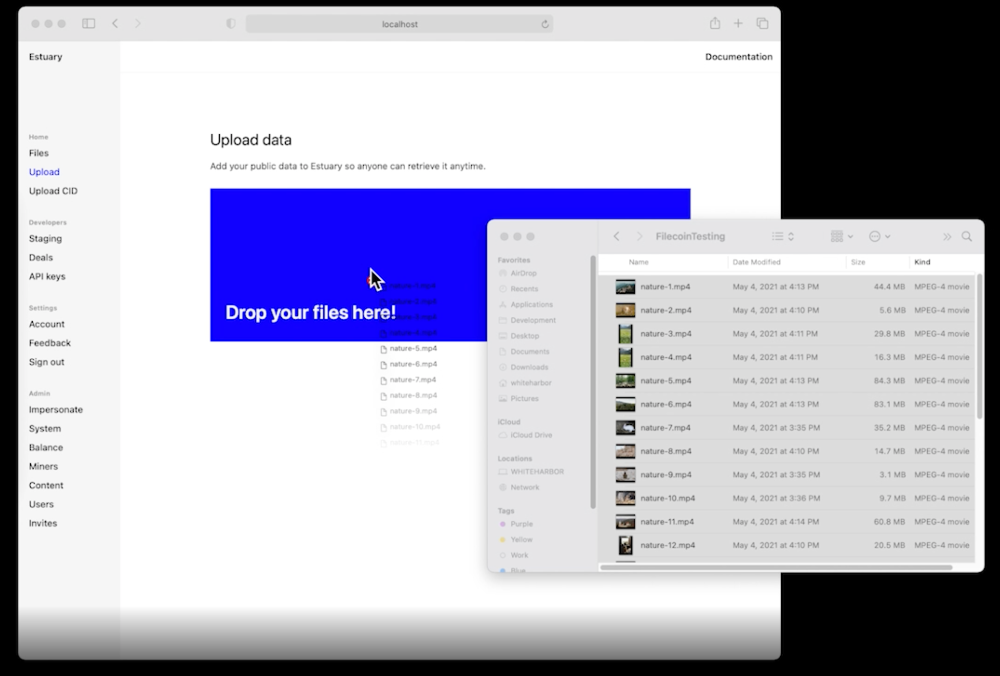 localhost
Estuary
Documentation
Home
Files
Upload
Upload CID
Developers
Staging
Deals
API keys
Settings
Account
Feedback
Sign out
Admin
Impersonate
System
Balance
Miners
Content
Users
Invites
Upload data
Add your public data to Estuary so anyone can retrieve it anytime.
Drop your files here!
nature-1.mp4
nature-2.mp4
nature-3.mp4
nature-4.mp4
nature-5.mp4
nature-6.mp4
nature-7.mp4
nature-8.mp4
nature-9.mp4
nature-10.mp4
nature-11.mp4
FilecoinTesting
Favorites
AirDrop
Recents
Applications
Development
Desktop
Documents
Downloads
whiteharbor
Pictures
iCloud
iCloud Drive
Locations
WHITEHARBOR
Network
Tags
Purple
Yellow
Work
Blue
Name Date Modified Size Kind
nature-1.mp4 May 4, 2021 at 4:13 PM 44.4 MB MPEG-4 movie
nature-2.mp4 May 4, 2021 at 4:10 PM 5.6 MB MPEG-4 movie
nature-3.mp4 May 4, 2021 at 4:11 PM 29.8 MB MPEG-4 movie
nature-4.mp4 May 4, 2021 at 4:11 PM 16.3 MB MPEG-4 movie
nature-5.mp4 May 4, 2021 at 4:13 PM 84.3 MB MPEG-4 movie
nature-6.mp4 May 4, 2021 at 4:13 PM 83.1 MB MPEG-4 movie
nature-7.mp4 May 4, 2021 at 3:35 PM 35.2 MB MPEG-4 movie
nature-8.mp4 May 4, 2021 at 4:10 PM 14.7 MB MPEG-4 movie
nature-9.mp4 May 4, 2021 at 3:35 PM 3.1 MB MPEG-4 movie
nature-10.mp4 May 4, 2021 at 3:36 PM 9.7 MB MPEG-4 movie
nature-11.mp4 May 4, 2021 at 4:14 PM 60.8 MB MPEG-4 movie
nature-12.mp4 May 4, 2021 at 4:10 PM 20.5 MB MPEG-4 movie